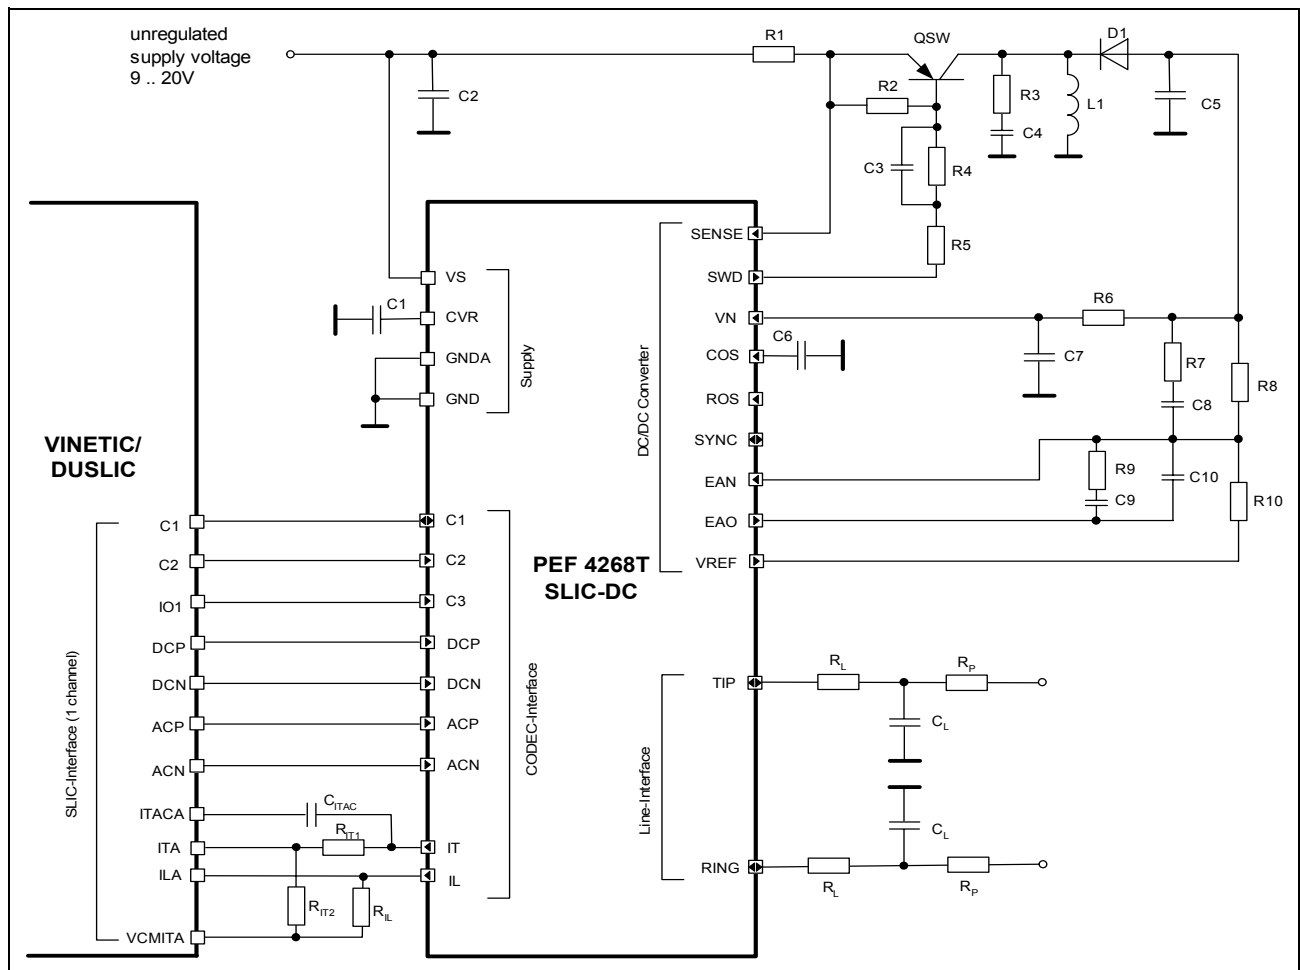 unregulated
supply voltage
9 .. 20V
R1
QSW
D1
C2
R2
R3
C4
L1
C5
C3
R4
R5
SENSE
SWD
VN
COS
ROS
SYNC
EAN
EAO
VREF
DC/DC Converter
VS
CVR
GNDA
GND
Supply
C1
C6
R6
C7
R7
C8
R8
R9
C9
C10
R10
VINETIC/
DUSLIC
PEF 4268T
SLIC-DC
SLIC-Interface (1 channel)
C1
C2
IO1
DCP
DCN
ACP
ACN
ITACA
ITA
ILA
VCMITA
C1
C2
C3
DCP
DCN
ACP
ACN
IT
IL
CODEC-Interface
CITAC
RIT1
RIT2
RIL
Line-Interface
TIP
RING
RL
RP
CL
CL
RL
RP